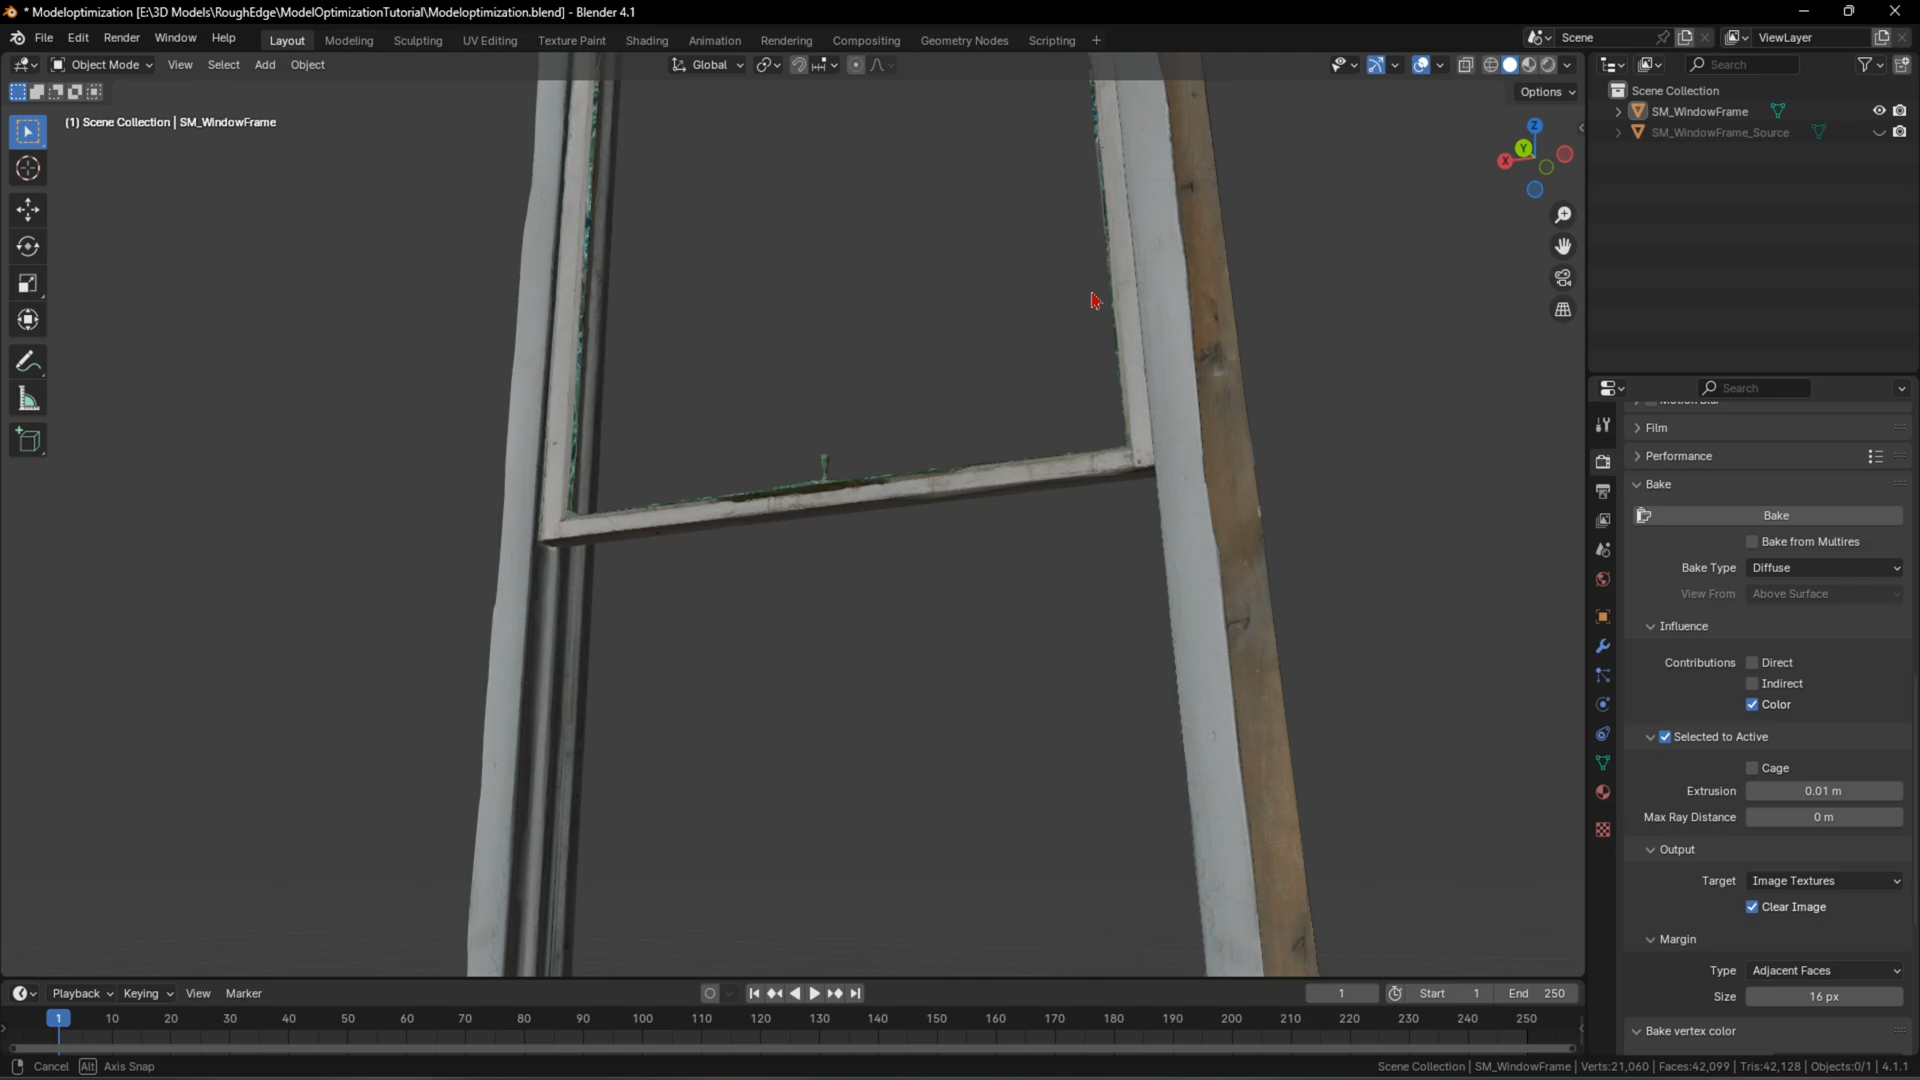 * Modeloptimization [E:\3D Models\RoughEdge\ModelOptimizationTutorial\Modeloptimization.blend] - Blender 4.1
File Edit Render Window Help Layout Modeling Sculpting UV Editing Texture Paint Shading Animation Rendering Compositing Geometry Nodes Scripting + Scene ViewLayer
Object Mode View Select Add Object Global Search
Options
Scene Collection
(1) Scene Collection | SM_WindowFrame
SM_WindowFrame
SM_WindowFrame_Source
Z
Y
X
Search
Motion Blur
Film
Performance
Bake
Bake
Bake from Multires
Bake Type Diffuse
View From Above Surface
Influence
Contributions Direct
Indirect
Color
Selected to Active
Cage
Extrusion 0.01 m
Max Ray Distance 0 m
Output
Target Image Textures
Clear Image
Margin
Type Adjacent Faces
Size 16 px
Bake vertex color
Playback Keying View Marker 1 Start 1 End 250
1 10 20 30 40 50 60 70 80 90 100 110 120 130 140 150 160 170 180 190 200 210 220 230 240 250
Cancel Alt Axis Snap Scene Collection | SM_WindowFrame | Verts:21,060 | Faces:42,099 | Tris:42,128 | Objects:0/1 | 4.1.1